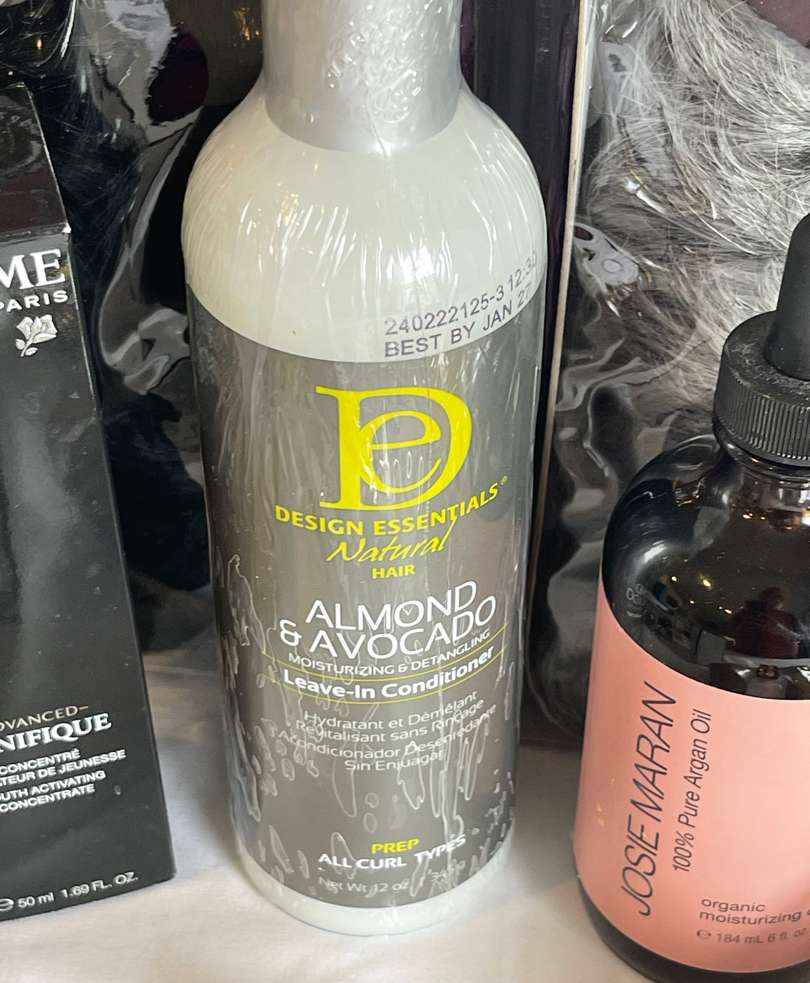 ME
PARIS
ADVANCED-
NIFIQUE
CONCENTRÉ
ATEUR DE JEUNESSE
UTH ACTIVATING
CONCENTRATE
e 50 ml 1.69 FL. OZ.
240222125-3 12:30
BEST BY JAN 27
De
DESIGN ESSENTIALS®
Natural
HAIR
ALMOND
& AVOCADO
MOISTURIZING & DETANGLING
Leave-In Conditioner
Hydratant et Démêlant
Revitalisant sans Rinçage
Acondicionador Desenredante
Sin Enjuagar
PREP
ALL CURL TYPES
Net Wt 12 oz
JOSIE MARAN
100% Pure Argan Oil
organic
moisturizing
e 184 mL 6 fl. oz.